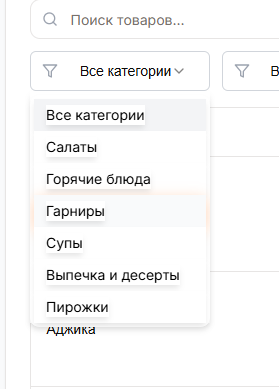 Поиск товаров...
Все категории
В
Все категории
Салаты
Горячие блюда
Гарниры
Супы
Выпечка и десерты
Пирожки
Аджика